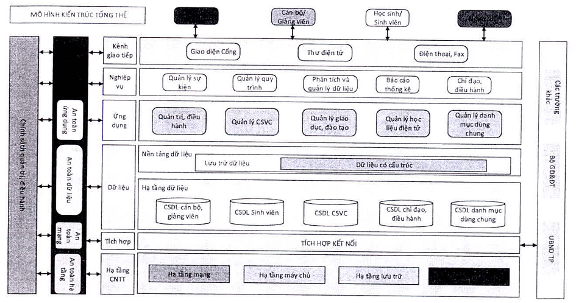 MÔ HÌNH KIẾN TRÚC TỔNG THỂ
Cán bộ/
Giảng viên
Học sinh/
Sinh viên
Kênh
giao tiếp
Giao diện Cổng
Thư điện tử
Điện thoại, Fax
Nghiệp
vụ
Quản lý sự
kiện
Quản lý quy
trình
Phân tích và
quản lý dữ liệu
Báo cáo
thống kê
Chỉ đạo,
điều hành
Ứng
dụng
Quản trị, điều
hành
Quản lý CSVC
Quản lý giáo
dục, đào tạo
Quản lý học
liệu điện tử
Quản lý danh
mục dùng chung
Dữ liệu
Nền tảng dữ liệu
Lưu trữ dữ liệu
Dữ liệu có cấu trúc
Hạ tầng dữ liệu
CSDL cán bộ,
giảng viên
CSDL Sinh viên
CSDL CSVC
CSDL chỉ đạo,
điều hành
CSDL danh mục
dùng chung
Tích hợp
TÍCH HỢP KẾT NỐI
Hạ tầng
CNTT
Hạ tầng mạng
Hạ tầng máy chủ
Hạ tầng lưu trữ
An toàn
ứng dụng
An toàn dữ liệu
An
toàn
mạng
An toàn hạ
tầng
Các trường
khác
Bộ GD&ĐT
UBND TP